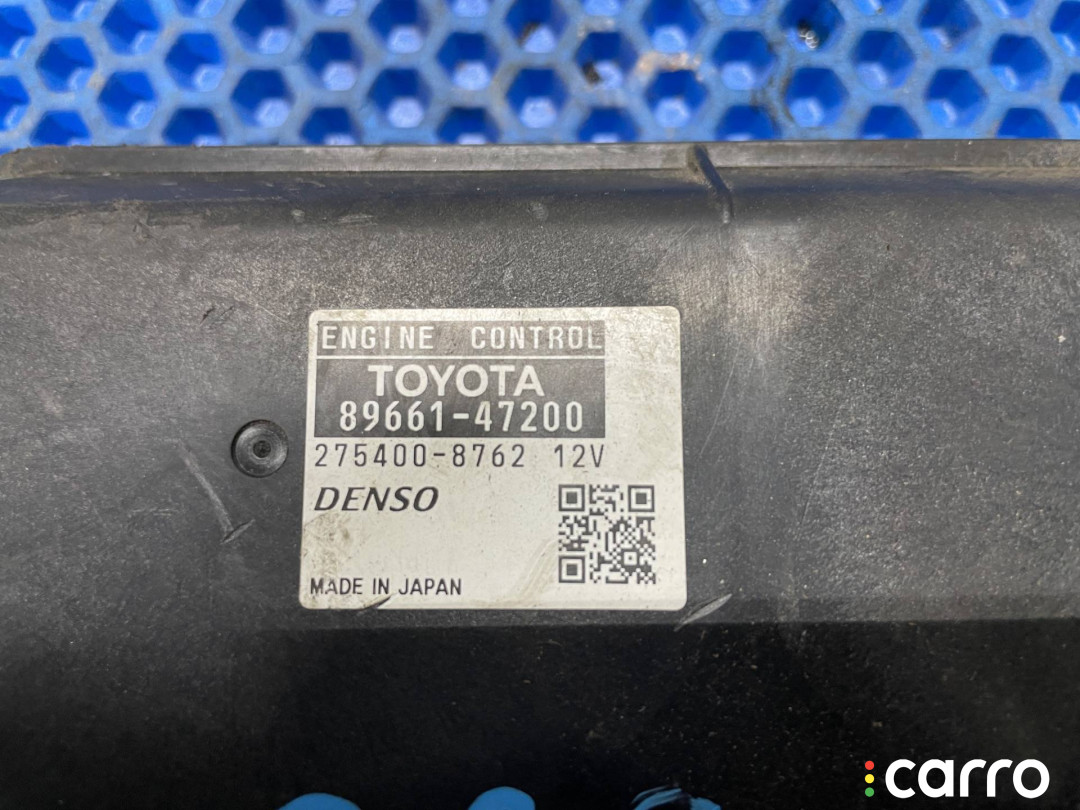 ENGINE CONTROL
TOYOTA
89661-47200
275400-8762 12V
DENSO
MADE IN JAPAN
carro